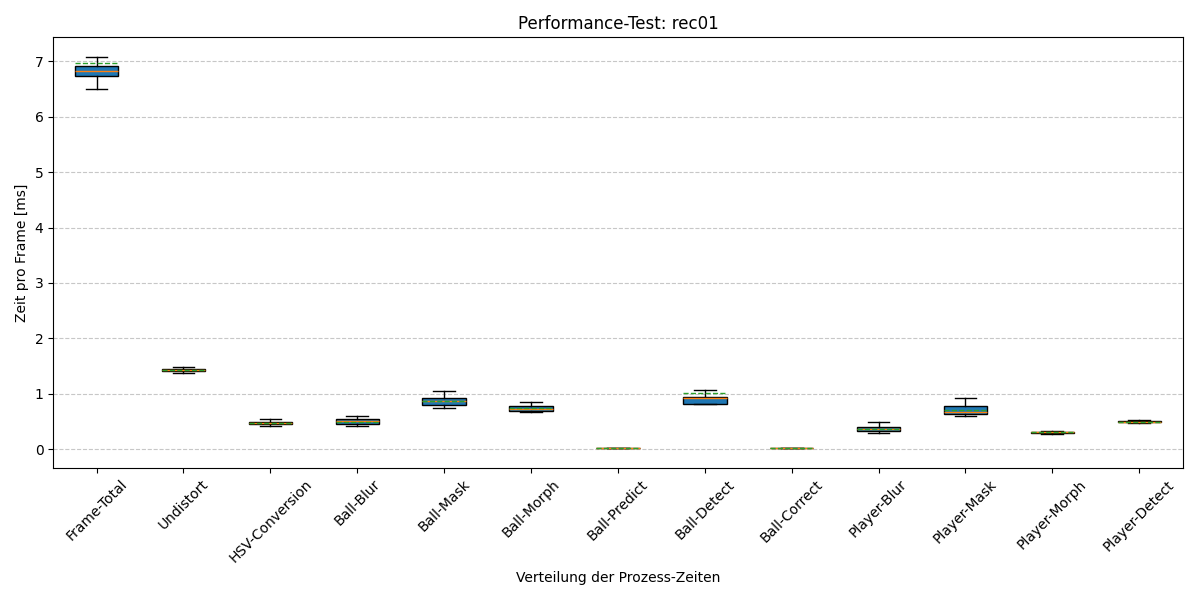 Performance-Test: rec01
Zeit pro Frame [ms]
7
6
5
4
3
2
1
0
Frame-Total
Undistort
HSV-Conversion
Ball-Blur
Ball-Mask
Ball-Morph
Ball-Predict
Ball-Detect
Ball-Correct
Player-Blur
Player-Mask
Player-Morph
Player-Detect
Verteilung der Prozess-Zeiten